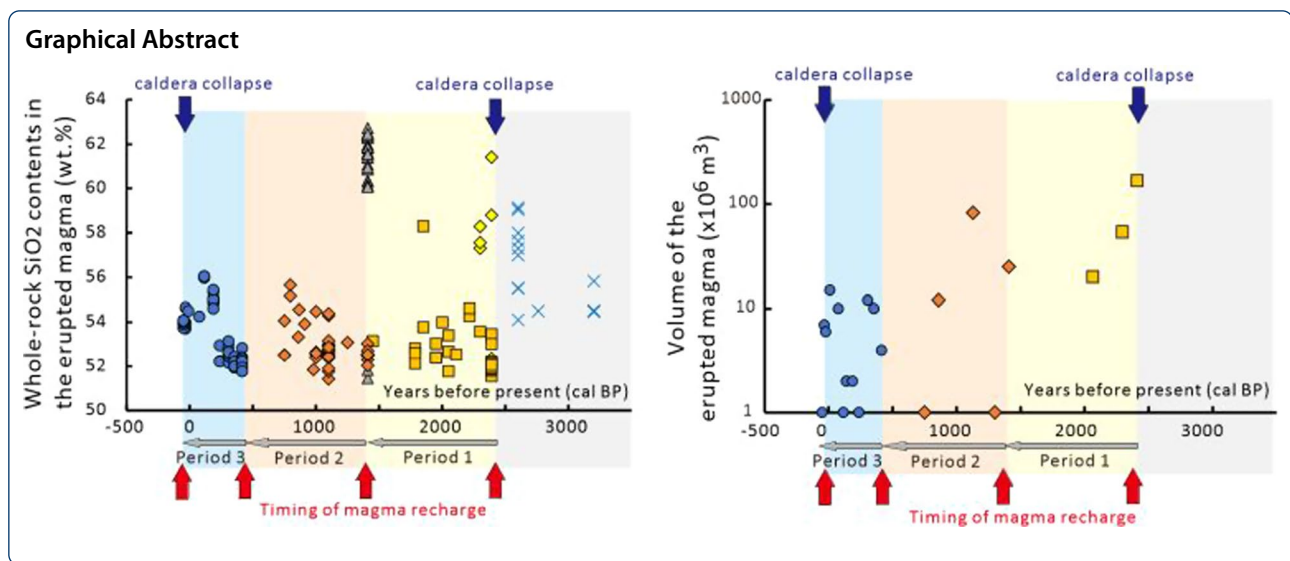 Graphical Abstract
caldera collapse
caldera collapse
Whole-rock SiO2 contents in
the erupted magma (wt.%)
64
62
60
58
56
54
52
50
Years before present (cal BP)
-500
0
1000
2000
3000
Period 3
Period 2
Period 1
Timing of magma recharge
caldera collapse
caldera collapse
Volume of the
erupted magma (x10⁶ m³)
1000
100
10
1
Years before present (cal BP)
-500
0
1000
2000
3000
Period 3
Period 2
Period 1
Timing of magma recharge